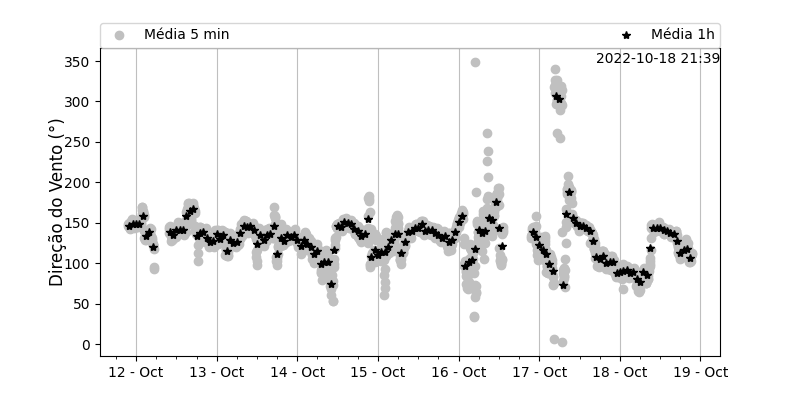 Média 5 min
Média 1h
2022-10-18 21:39
Direção do Vento (°)
350
300
250
200
150
100
50
0
12 - Oct
13 - Oct
14 - Oct
15 - Oct
16 - Oct
17 - Oct
18 - Oct
19 - Oct